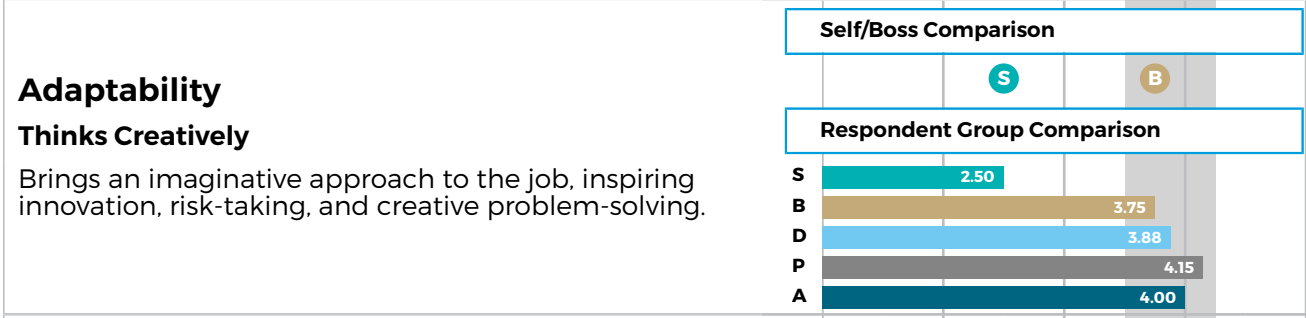 Adaptability
Thinks Creatively
Brings an imaginative approach to the job, inspiring
innovation, risk-taking, and creative problem-solving.
Self/Boss Comparison
S B
Respondent Group Comparison
S 2.50
B 3.75
D 3.88
P 4.15
A 4.00